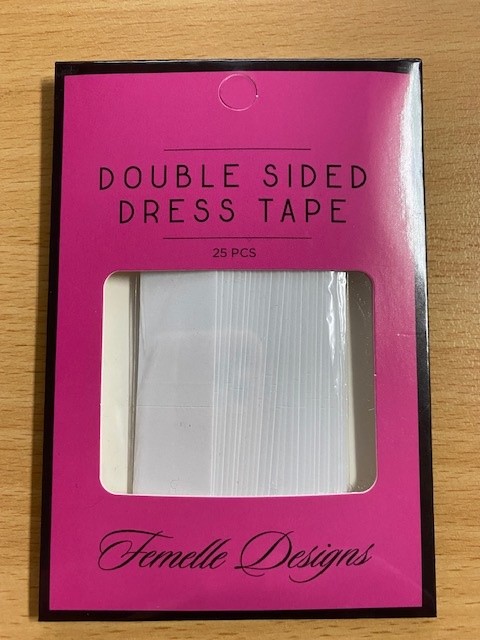 DOUBLE SIDED
DRESS TAPE
25 PCS
Femelle Designs